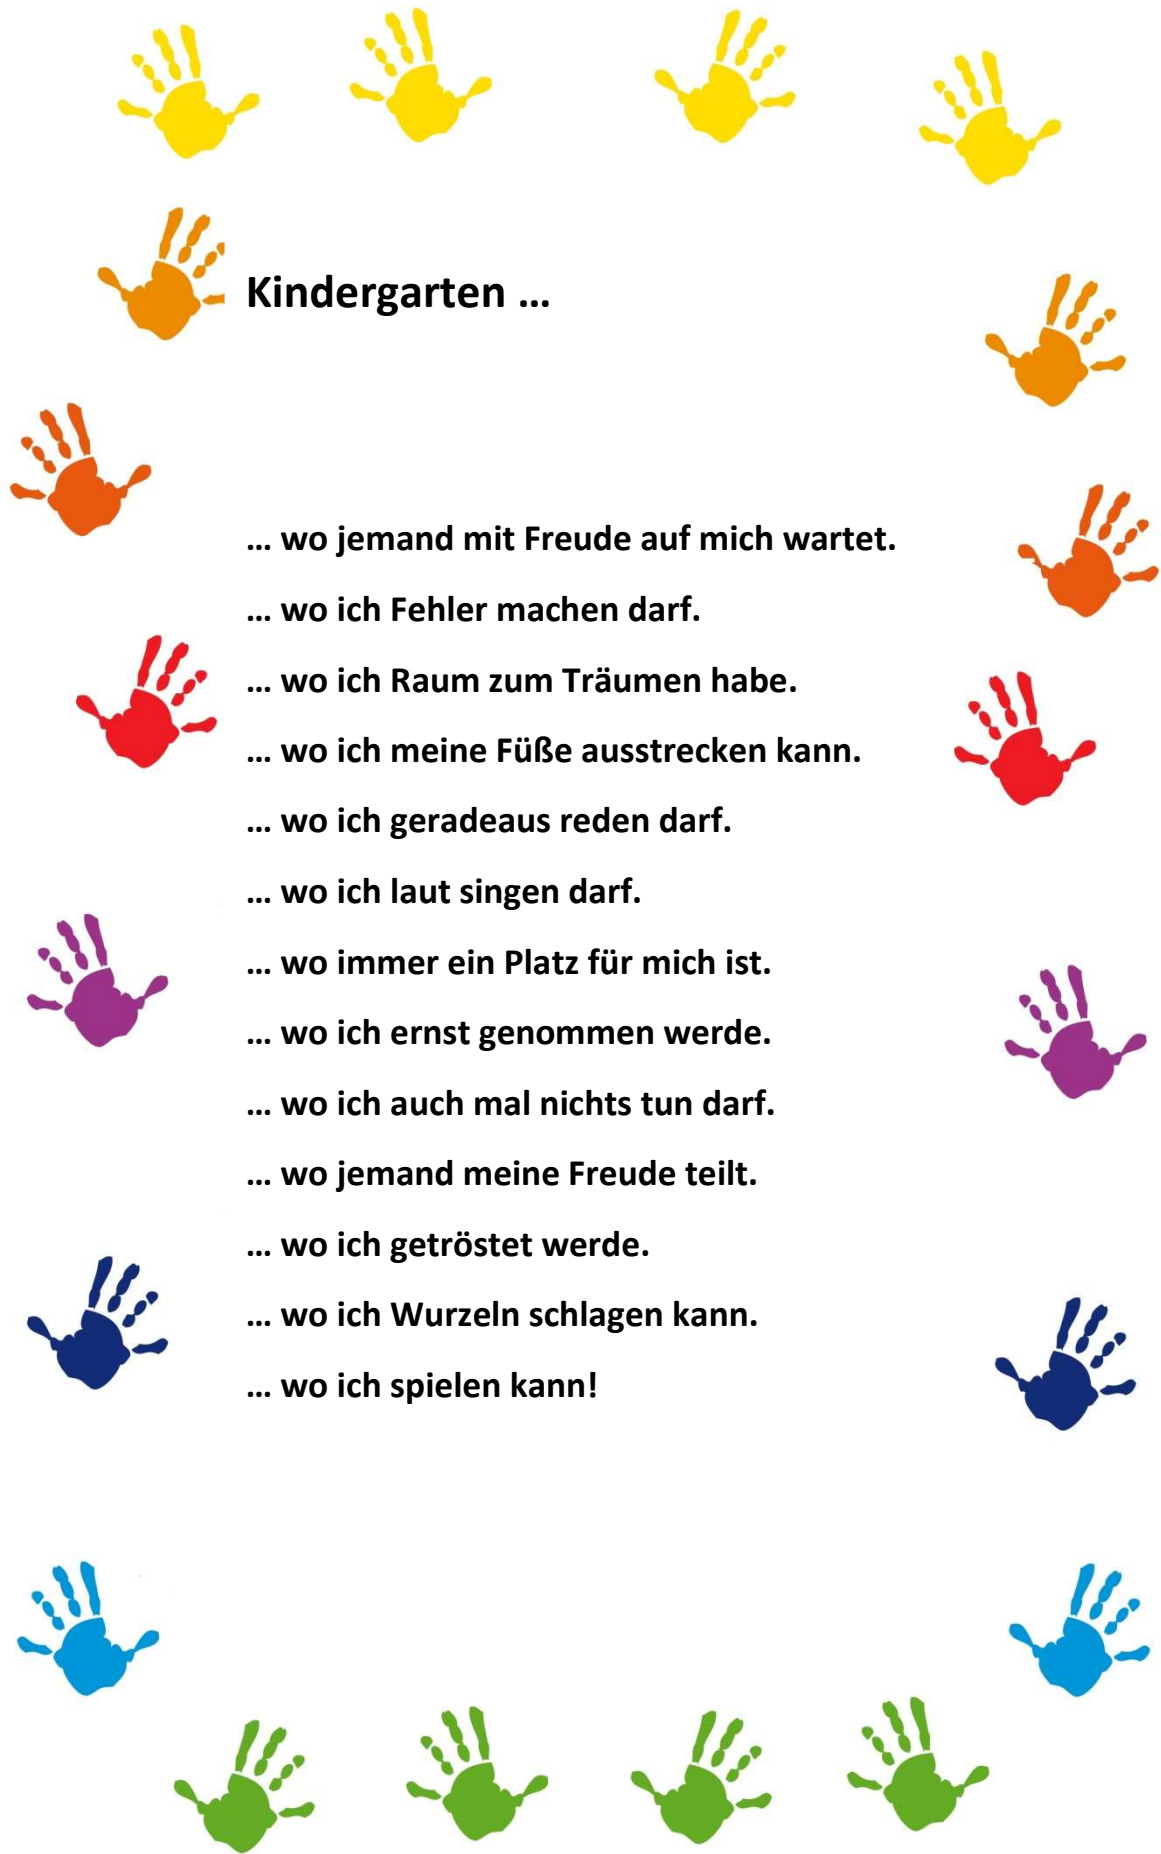 Kindergarten …
… wo jemand mit Freude auf mich wartet.
… wo ich Fehler machen darf.
… wo ich Raum zum Träumen habe.
… wo ich meine Füße ausstrecken kann.
… wo ich geradeaus reden darf.
… wo ich laut singen darf.
… wo immer ein Platz für mich ist.
… wo ich ernst genommen werde.
… wo ich auch mal nichts tun darf.
… wo jemand meine Freude teilt.
… wo ich getröstet werde.
… wo ich Wurzeln schlagen kann.
… wo ich spielen kann!